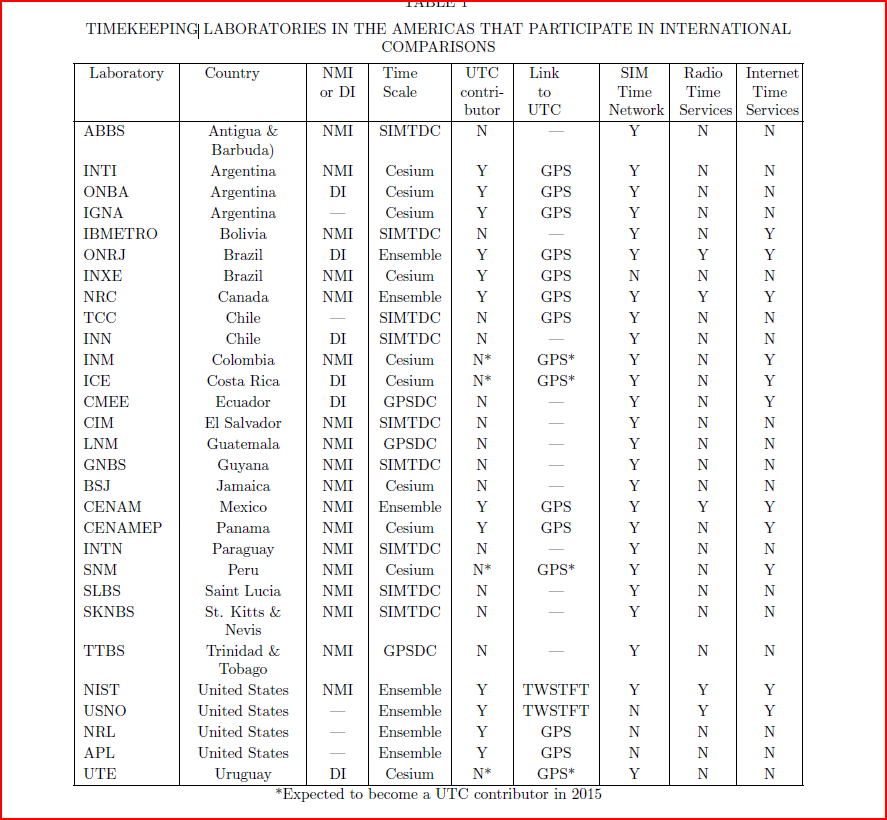 TABLE 1
TIMEKEEPING LABORATORIES IN THE AMERICAS THAT PARTICIPATE IN INTERNATIONAL
COMPARISONS
Laboratory Country NMI Time UTC Link SIM Radio Internet
or DI Scale contri- to Time Time Time
butor UTC Network Services Services
ABBS Antigua & NMI SIMTDC N — Y N N
Barbuda)
INTI Argentina NMI Cesium Y GPS Y N N
ONBA Argentina DI Cesium Y GPS Y N N
IGNA Argentina — Cesium Y GPS Y N N
IBMETRO Bolivia NMI SIMTDC N — Y N Y
ONRJ Brazil DI Ensemble Y GPS Y Y Y
INXE Brazil NMI Cesium Y GPS N N N
NRC Canada NMI Ensemble Y GPS Y Y Y
TCC Chile — SIMTDC N GPS Y N N
INN Chile DI SIMTDC N — Y N N
INM Colombia NMI Cesium N* GPS* Y N Y
ICE Costa Rica DI Cesium N* GPS* Y N Y
CMEE Ecuador DI GPSDC N — Y N Y
CIM El Salvador NMI SIMTDC N — Y N N
LNM Guatemala NMI GPSDC N — Y N N
GNBS Guyana NMI SIMTDC N — Y N N
BSJ Jamaica NMI Cesium N — Y N N
CENAM Mexico NMI Ensemble Y GPS Y Y Y
CENAMEP Panama NMI Cesium Y GPS Y N Y
INTN Paraguay NMI SIMTDC N — Y N N
SNM Peru NMI Cesium N* GPS* Y N Y
SLBS Saint Lucia NMI SIMTDC N — Y N N
SKNBS St. Kitts & NMI SIMTDC N — Y N N
Nevis
TTBS Trinidad & NMI GPSDC N — Y N N
Tobago
NIST United States NMI Ensemble Y TWSTFT Y Y Y
USNO United States — Ensemble Y TWSTFT N Y Y
NRL United States — Ensemble Y GPS N N N
APL United States — Ensemble Y GPS N N N
UTE Uruguay DI Cesium N* GPS* Y N N
*Expected to become a UTC contributor in 2015